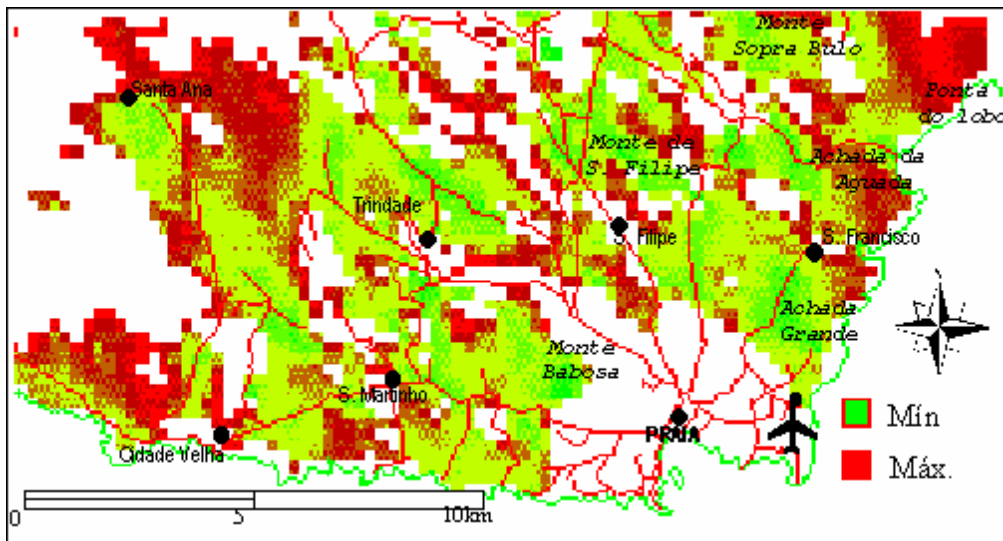 Monte
Sopra Bulo
Santa Ana
Ponta
do lobo
Monte de
S. Filipe
Achada da
Aguada
Trindade
S. Filipe
S. Francisco
Achada
Grande
Monte
Babosa
S. Martinho
Mín
PRAIA
Cidade Velha
Máx.
0
5
10km